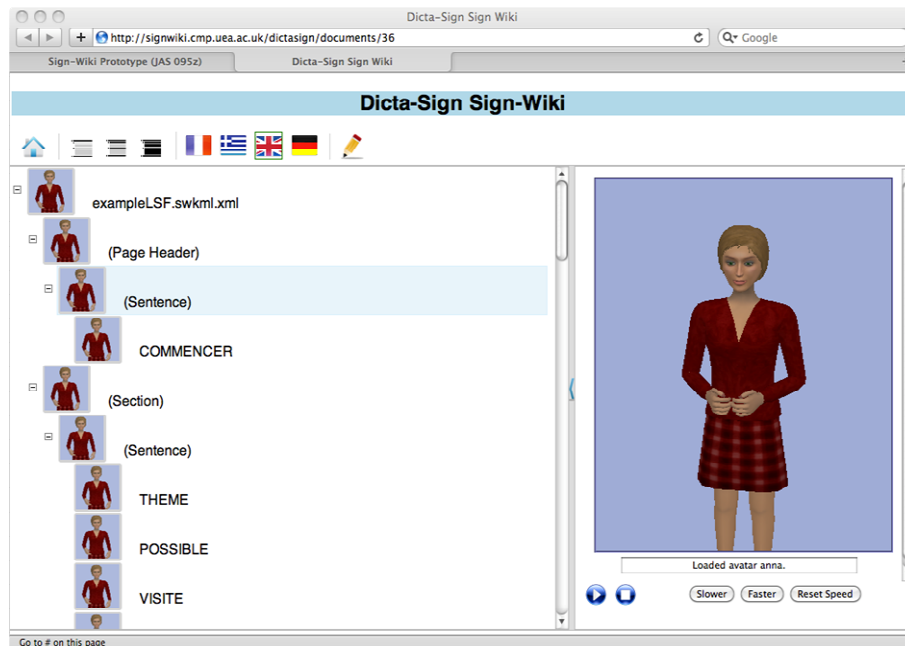 Dicta-Sign Sign Wiki
http://signwiki.cmp.uea.ac.uk/dictasign/documents/36
Google
Sign-Wiki Prototype (JAS 095z)
Dicta-Sign Sign Wiki
Dicta-Sign Sign-Wiki
exampleLSF.swkml.xml
(Page Header)
(Sentence)
COMMENCER
(Section)
(Sentence)
THEME
POSSIBLE
VISITE
Loaded avatar anna.
Slower
Faster
Reset Speed
Go to # on this page